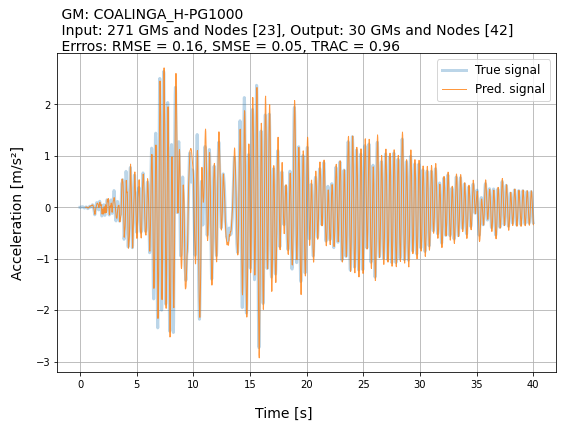 GM: COALINGA_H-PG1000
Input: 271 GMs and Nodes [23], Output: 30 GMs and Nodes [42]
Errros: RMSE = 0.16, SMSE = 0.05, TRAC = 0.96
True signal
Pred. signal
Acceleration [m/s²]
2
1
0
−1
−2
−3
0 5 10 15 20 25 30 35 40
Time [s]